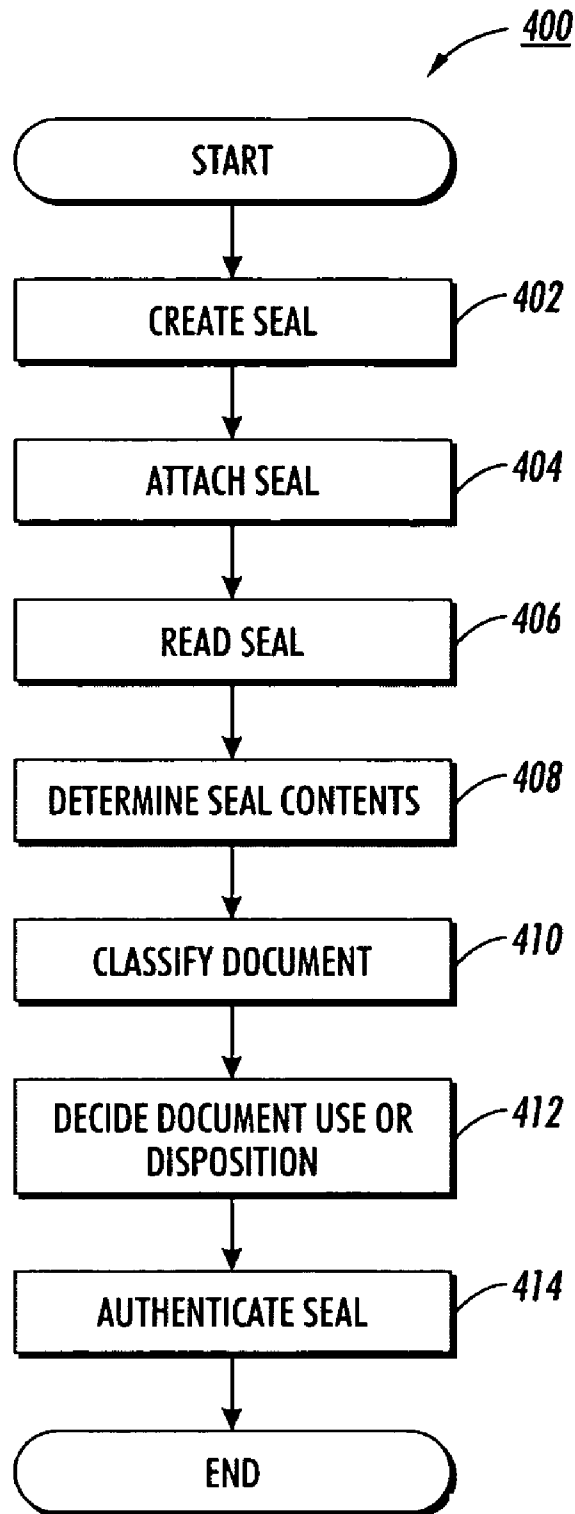 400
START
CREATE SEAL
402
ATTACH SEAL
404
READ SEAL
406
DETERMINE SEAL CONTENTS
408
CLASSIFY DOCUMENT
410
DECIDE DOCUMENT USE OR
DISPOSITION
412
AUTHENTICATE SEAL
414
END